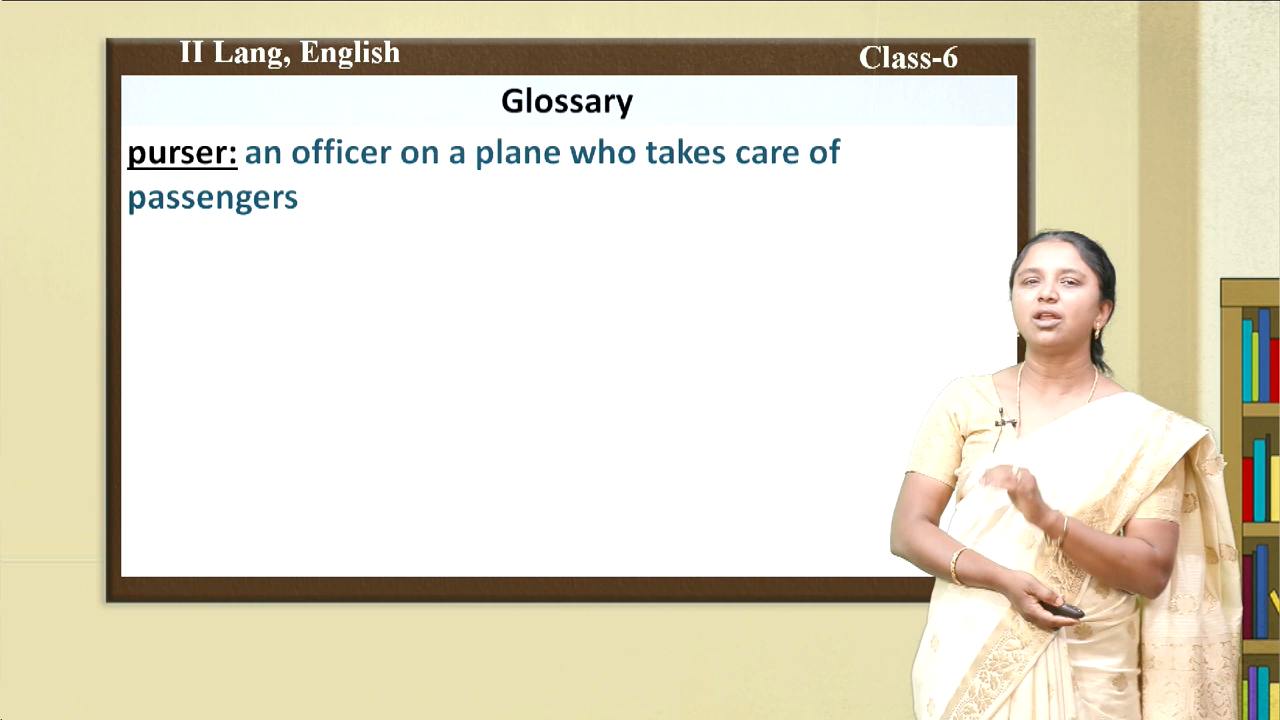 II Lang, English
Class-6
Glossary
purser: an officer on a plane who takes care of
passengers